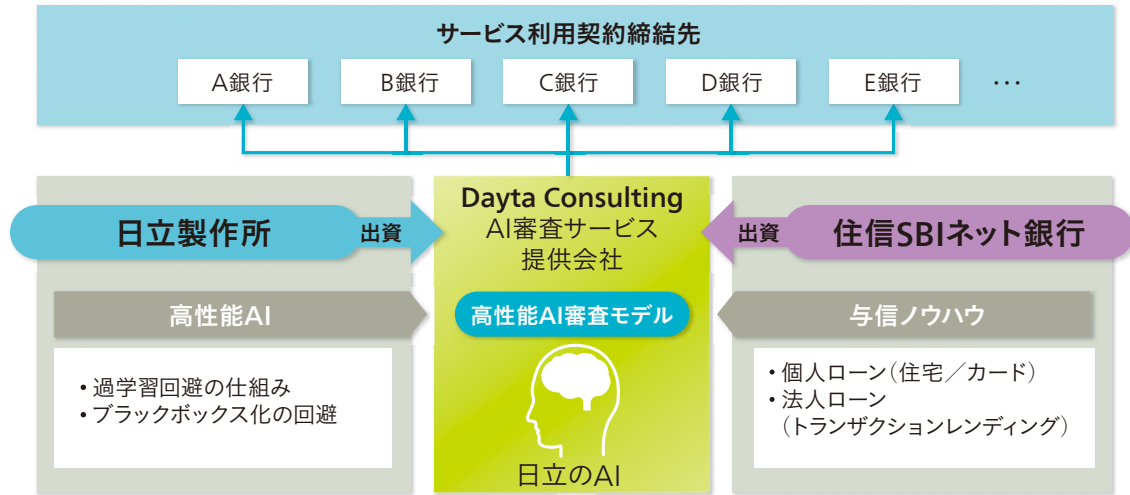 サービス利用契約締結先
A銀行
B銀行
C銀行
D銀行
E銀行
…
日立製作所
出資
Dayta Consulting
AI審査サービス
提供会社
出資
住信SBIネット銀行
高性能AI
高性能AI審査モデル
与信ノウハウ
・過学習回避の仕組み
・ブラックボックス化の回避
・個人ローン（住宅／カード）
・法人ローン
（トランザクションレンディング）
日立のAI